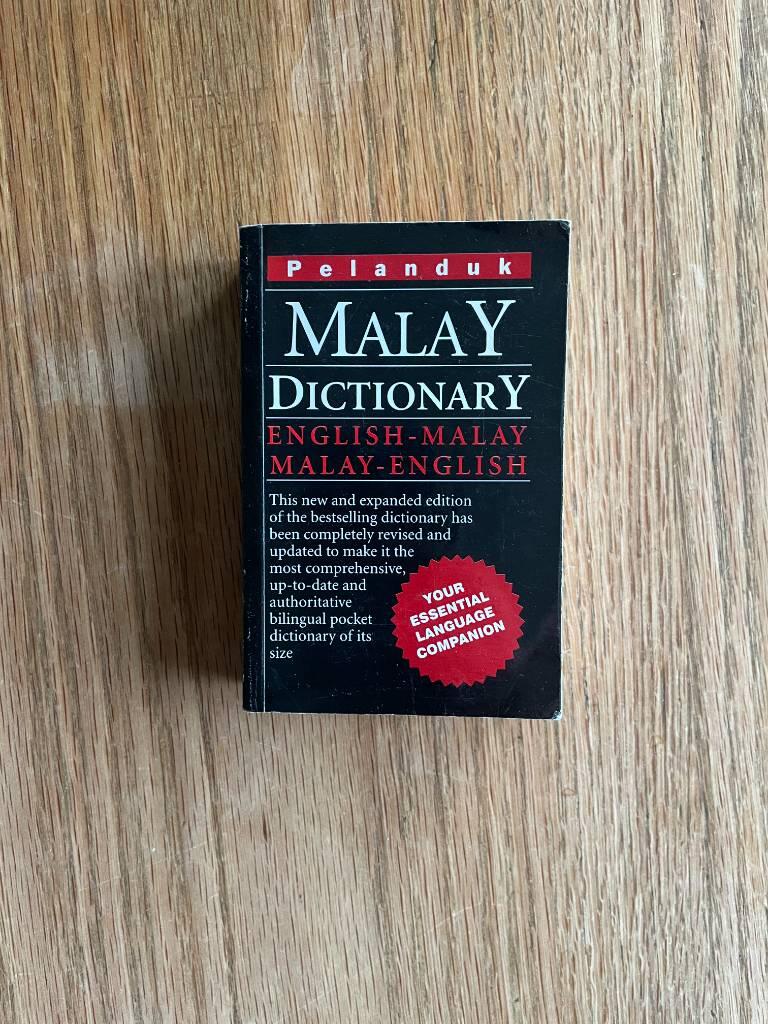 Pelanduk
MALAY
DICTIONARY
ENGLISH-MALAY
MALAY-ENGLISH
This new and expanded edition
of the bestselling dictionary has
been completely revised and
updated to make it the
most comprehensive,
up-to-date and
authoritative
bilingual pocket
dictionary of its
size
YOUR
ESSENTIAL
LANGUAGE
COMPANION